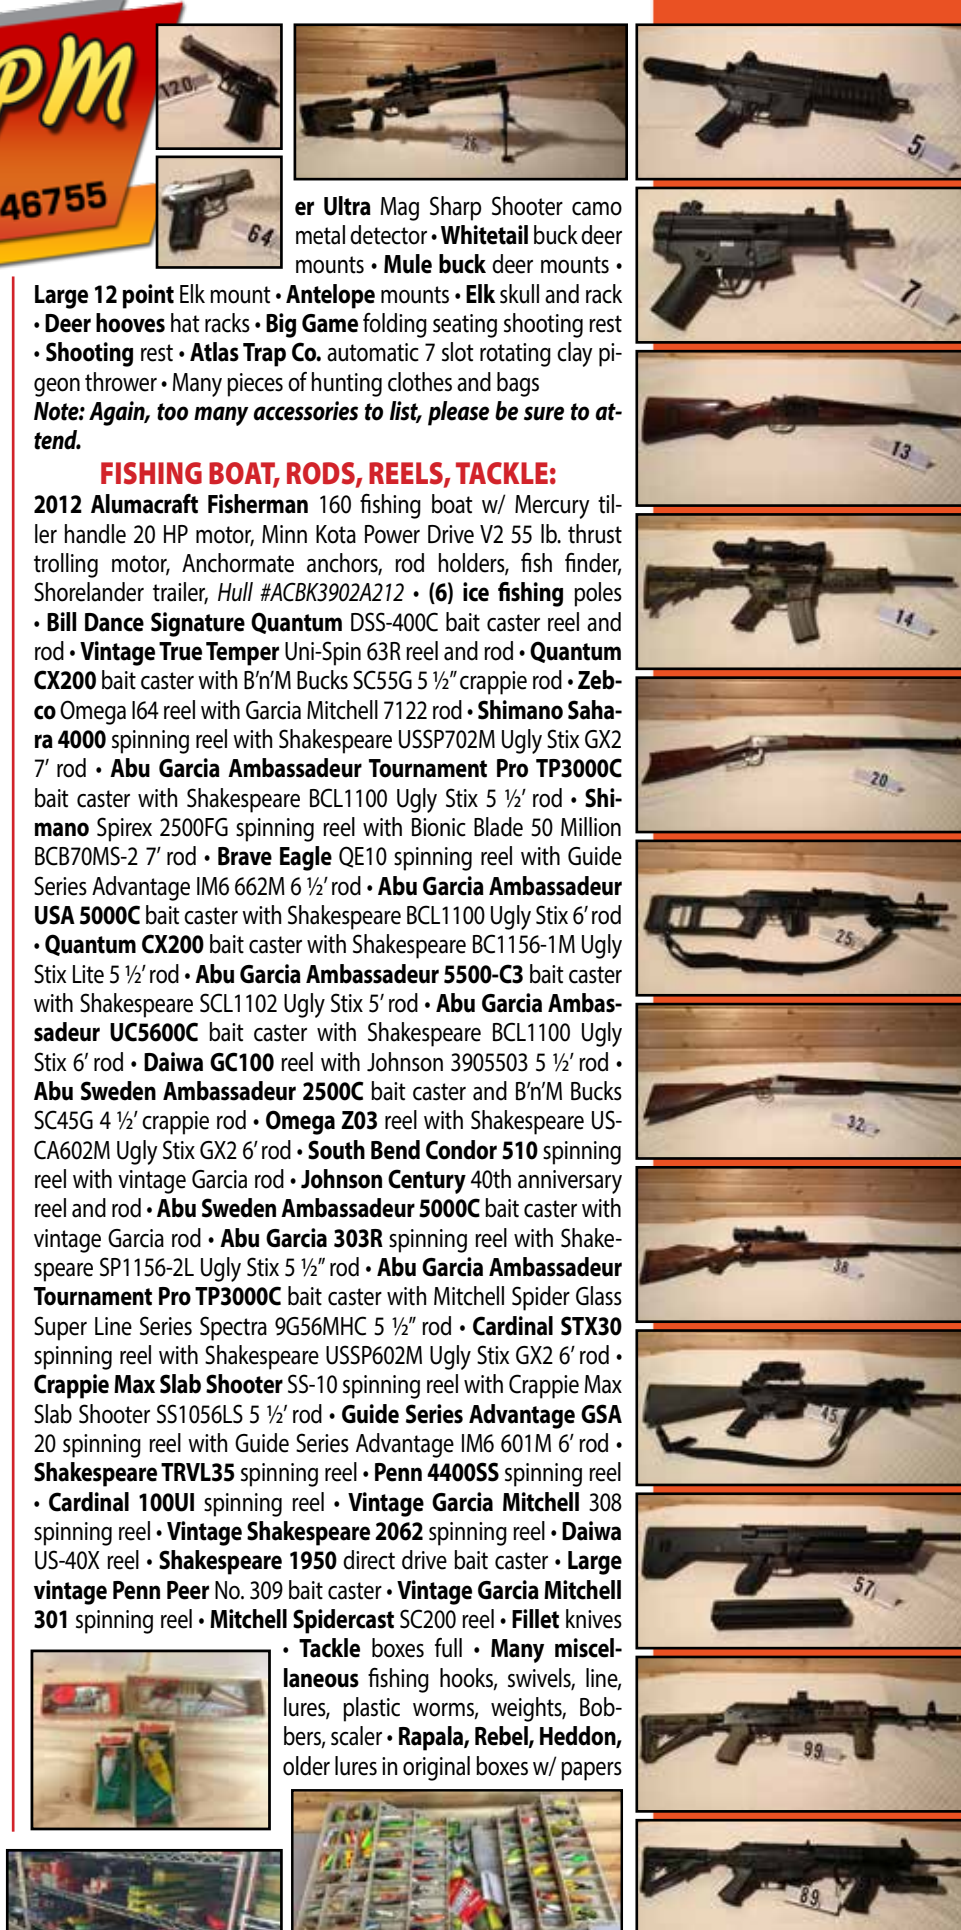 PM
46755
120
64
26
er Ultra Mag Sharp Shooter camo
metal detector • Whitetail buck deer
mounts • Mule buck deer mounts •
Large 12 point Elk mount • Antelope mounts • Elk skull and rack
• Deer hooves hat racks • Big Game folding seating shooting rest
• Shooting rest • Atlas Trap Co. automatic 7 slot rotating clay pi-
geon thrower • Many pieces of hunting clothes and bags
Note: Again, too many accessories to list, please be sure to at-
tend.
FISHING BOAT, RODS, REELS, TACKLE:
2012 Alumacraft Fisherman 160 fishing boat w/ Mercury til-
ler handle 20 HP motor, Minn Kota Power Drive V2 55 lb. thrust
trolling motor, Anchormate anchors, rod holders, fish finder,
Shorelander trailer, Hull #ACBK3902A212 • (6) ice fishing poles
• Bill Dance Signature Quantum DSS-400C bait caster reel and
rod • Vintage True Temper Uni-Spin 63R reel and rod • Quantum
CX200 bait caster with B'n'M Bucks SC55G 5 ½” crappie rod • Zeb-
co Omega I64 reel with Garcia Mitchell 7122 rod • Shimano Saha-
ra 4000 spinning reel with Shakespeare USSP702M Ugly Stix GX2
7’ rod • Abu Garcia Ambassadeur Tournament Pro TP3000C
bait caster with Shakespeare BCL1100 Ugly Stix 5 ½’ rod • Shi-
mano Spirex 2500FG spinning reel with Bionic Blade 50 Million
BCB70MS-2 7’ rod • Brave Eagle QE10 spinning reel with Guide
Series Advantage IM6 662M 6 ½’ rod • Abu Garcia Ambassadeur
USA 5000C bait caster with Shakespeare BCL1100 Ugly Stix 6’ rod
• Quantum CX200 bait caster with Shakespeare BC1156-1M Ugly
Stix Lite 5 ½’ rod • Abu Garcia Ambassadeur 5500-C3 bait caster
with Shakespeare SCL1102 Ugly Stix 5’ rod • Abu Garcia Ambas-
sadeur UC5600C bait caster with Shakespeare BCL1100 Ugly
Stix 6’ rod • Daiwa GC100 reel with Johnson 3905503 5 ½’ rod •
Abu Sweden Ambassadeur 2500C bait caster and B’n’M Bucks
SC45G 4 ½’ crappie rod • Omega Z03 reel with Shakespeare US-
CA602M Ugly Stix GX2 6’ rod • South Bend Condor 510 spinning
reel with vintage Garcia rod • Johnson Century 40th anniversary
reel and rod • Abu Sweden Ambassadeur 5000C bait caster with
vintage Garcia rod • Abu Garcia 303R spinning reel with Shake-
speare SP1156-2L Ugly Stix 5 ½” rod • Abu Garcia Ambassadeur
Tournament Pro TP3000C bait caster with Mitchell Spider Glass
Super Line Series Spectra 9G56MHC 5 ½” rod • Cardinal STX30
spinning reel with Shakespeare USSP602M Ugly Stix GX2 6’ rod •
Crappie Max Slab Shooter SS-10 spinning reel with Crappie Max
Slab Shooter SS1056LS 5 ½’ rod • Guide Series Advantage GSA
20 spinning reel with Guide Series Advantage IM6 601M 6’ rod •
Shakespeare TRVL35 spinning reel • Penn 4400SS spinning reel
• Cardinal 100UI spinning reel • Vintage Garcia Mitchell 308
spinning reel • Vintage Shakespeare 2062 spinning reel • Daiwa
US-40X reel • Shakespeare 1950 direct drive bait caster • Large
vintage Penn Peer No. 309 bait caster • Vintage Garcia Mitchell
301 spinning reel • Mitchell Spidercast SC200 reel • Fillet knives
• Tackle boxes full • Many miscel-
laneous fishing hooks, swivels, line,
lures, plastic worms, weights, Bob-
bers, scaler • Rapala, Rebel, Heddon,
older lures in original boxes w/ papers
5
7
13
14
20
25
32
38
45
57
99
89